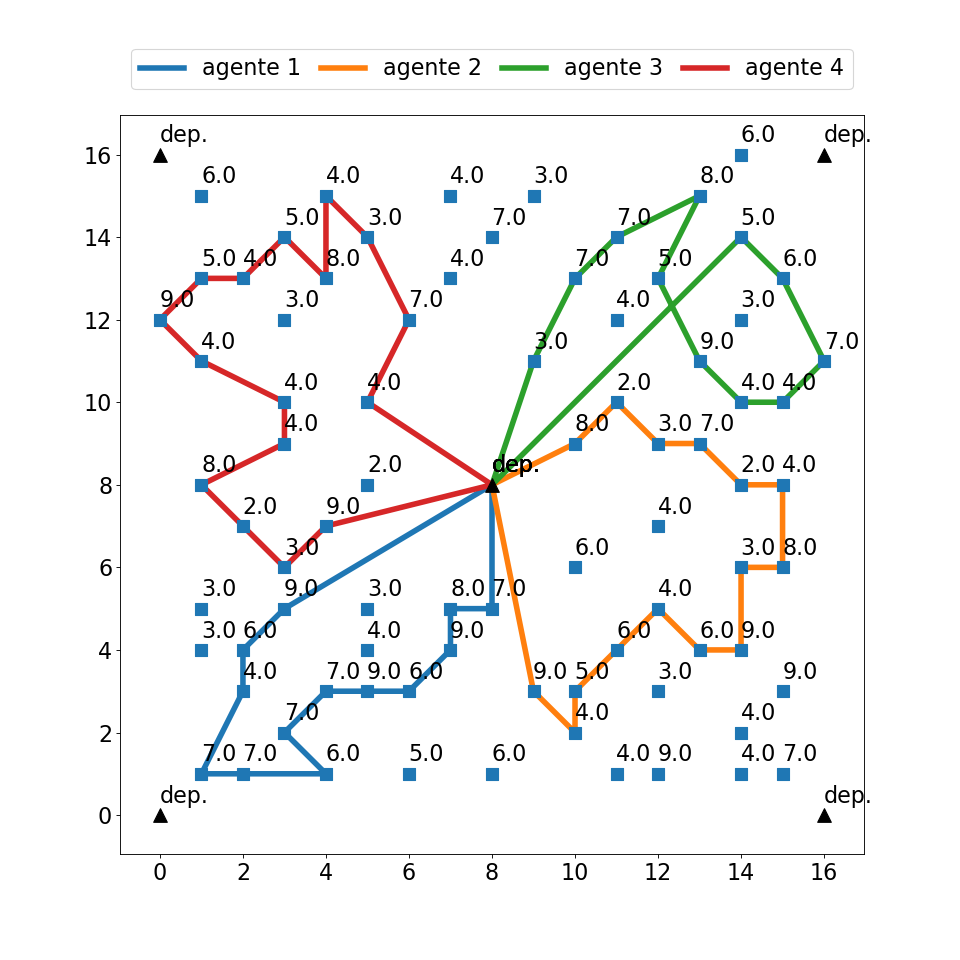 agente 1 agente 2 agente 3 agente 4
6.0
dep. dep.
16
6.0 4.0 4.0 3.0 8.0
5.0 3.0 7.0 7.0 5.0
14
5.0 4.0 8.0 4.0 7.0 5.0 6.0
9.0 3.0 7.0 4.0 3.0
12
4.0 3.0 9.0 7.0
4.0 4.0 2.0 4.0 4.0
10
4.0 8.0 3.0 7.0
8.0 2.0 dep. dep. 2.0 4.0
8
2.0 9.0 4.0
3.0 6.0 3.0 8.0
6
3.0 9.0 3.0 8.0 7.0 4.0
3.0 6.0 4.0 9.0 6.0 6.0 9.0
4
4.0 7.0 9.0 6.0 9.0 5.0 3.0 9.0
7.0 4.0 4.0
2
7.0 7.0 6.0 5.0 6.0 4.0 9.0 4.0 7.0
dep. dep.
0
0 2 4 6 8 10 12 14 16